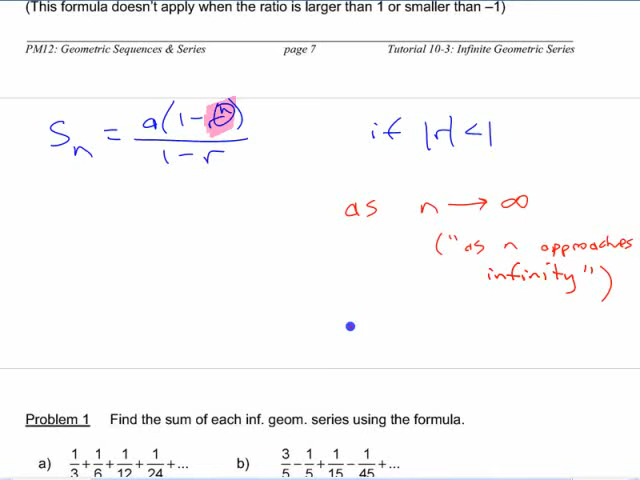 (This formula doesn't apply when the ratio is larger than 1 or smaller than –1)
PM12: Geometric Sequences & Series page 7 Tutorial 10-3: Infinite Geometric Series
Sₙ = a(1 - rⁿ) / 1 - r if |r| < 1
as n → ∞
("as n approaches
infinity")
Problem 1 Find the sum of each inf. geom. series using the formula.
a) 1/3 + 1/6 + 1/12 + 1/24 + ... b) 3/5 - 1/5 + 1/15 - 1/45 + ...